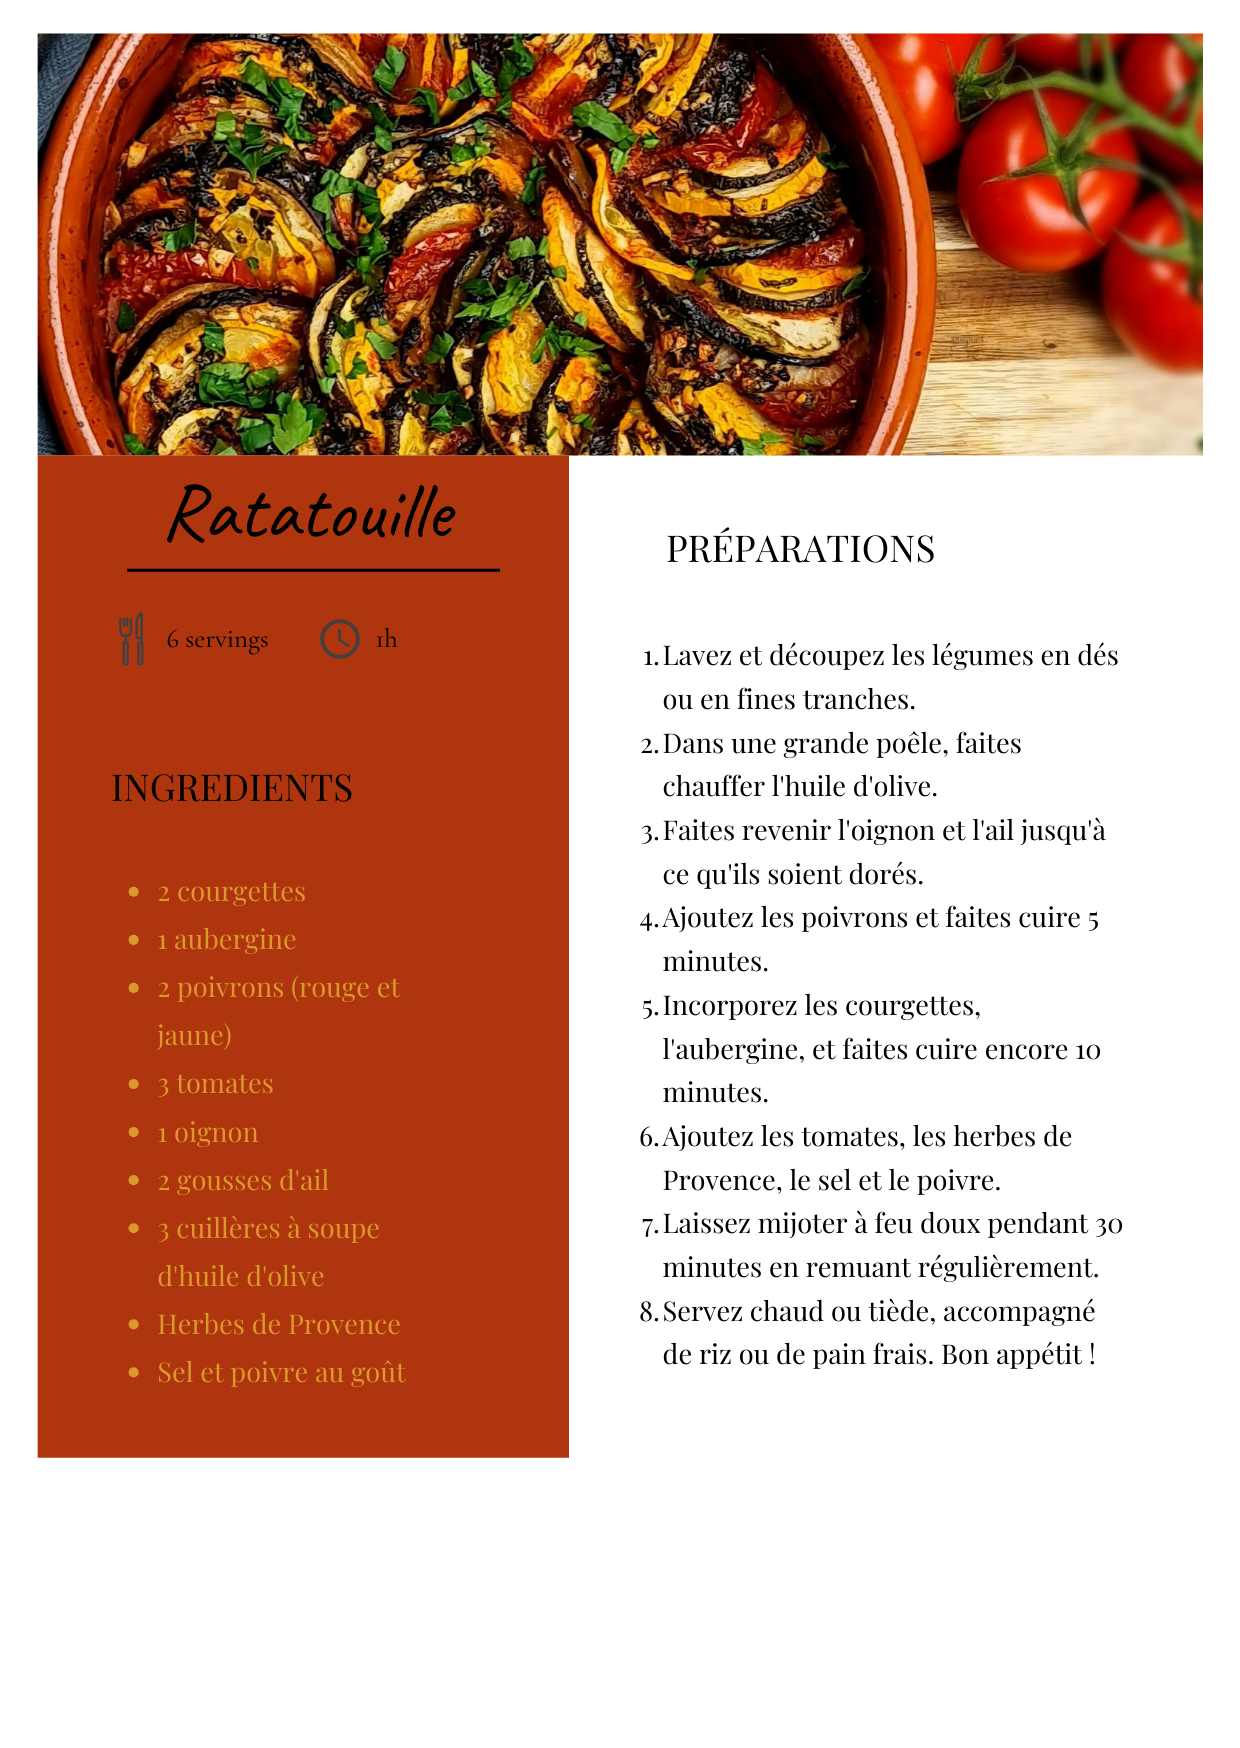 Ratatouille
6 servings
1h
INGREDIENTS
• 2 courgettes
• 1 aubergine
• 2 poivrons (rouge et
jaune)
• 3 tomates
• 1 oignon
• 2 gousses d'ail
• 3 cuillères à soupe
d'huile d'olive
• Herbes de Provence
• Sel et poivre au goût
PRÉPARATIONS
1. Lavez et découpez les légumes en dés
ou en fines tranches.
2. Dans une grande poêle, faites
chauffer l'huile d'olive.
3. Faites revenir l'oignon et l'ail jusqu'à
ce qu'ils soient dorés.
4. Ajoutez les poivrons et faites cuire 5
minutes.
5. Incorporez les courgettes,
l'aubergine, et faites cuire encore 10
minutes.
6. Ajoutez les tomates, les herbes de
Provence, le sel et le poivre.
7. Laissez mijoter à feu doux pendant 30
minutes en remuant régulièrement.
8. Servez chaud ou tiède, accompagné
de riz ou de pain frais. Bon appétit !